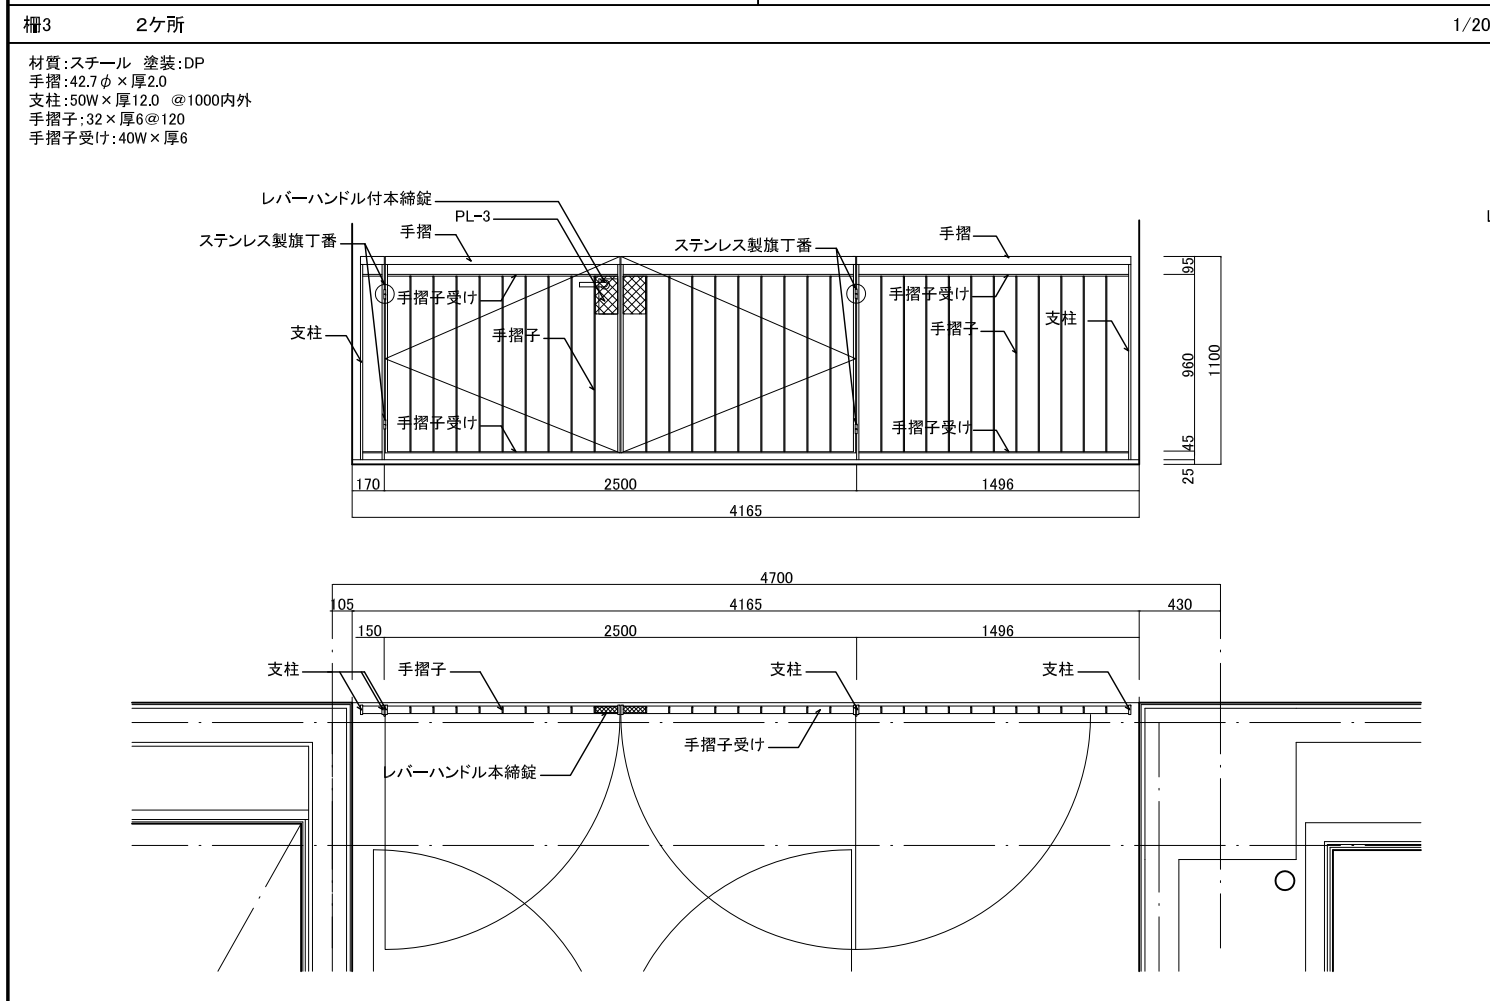 柵3 2ケ所 1/20
材質:スチール 塗装:DP
手摺:42.7φ×厚2.0
支柱:50W×厚12.0 @1000内外
手摺子:32×厚6@120
手摺子受け:40W×厚6
レバーハンドル付本締錠
PL-3
手摺
手摺
ステンレス製旗丁番
ステンレス製旗丁番
95
手摺子受け
手摺子受け
支柱
手摺子
手摺子
支柱
960
1100
手摺子受け
手摺子受け
45
25
170 2500 1496
4165
4700
105 4165 430
150 2500 1496
支柱 手摺子 支柱 支柱
手摺子受け
レバーハンドル本締錠